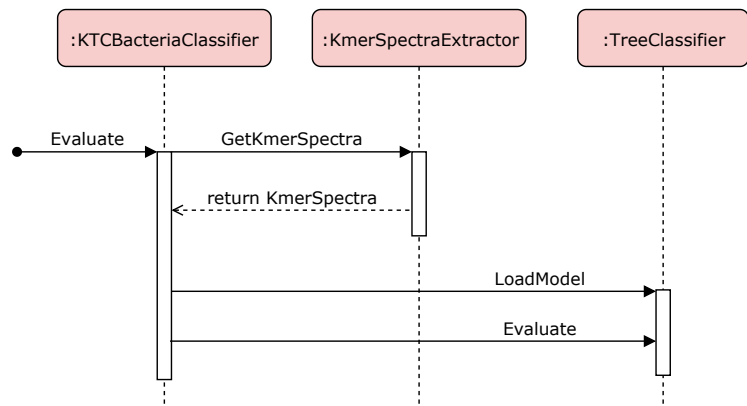 :KTCBacteriaClassifier
:KmerSpectraExtractor
:TreeClassifier
Evaluate
GetKmerSpectra
return KmerSpectra
LoadModel
Evaluate